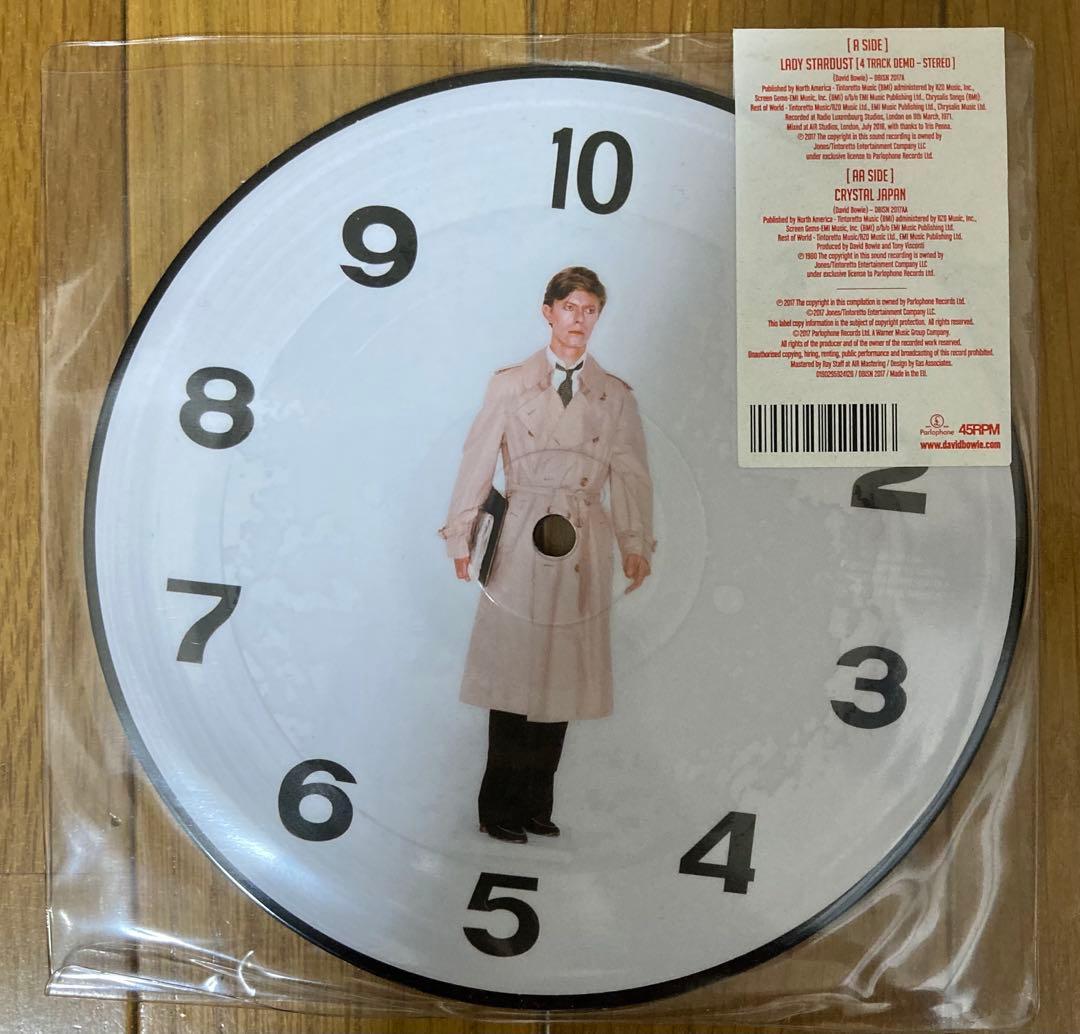 [ A SIDE ]
LADY STARDUST [ 4 TRACK DEMO - STEREO ]
(David Bowie) – DBISN 2017A
Published by North America - Tintoretto Music (BMI) administered by RZO Music, Inc.,
Screen Gems-EMI Music, Inc. (BMI) o/b/o EMI Music Publishing Ltd., Chrysalis Songs (BMI).
Rest of World - Tintoretto Music/RZO Music Ltd., EMI Music Publishing Ltd., Chrysalis Music Ltd.
Recorded at Radio Luxembourg Studios, London on 9th March, 1971.
Mixed at AIR Studios, London, July 2016, with thanks to Tris Penna.
℗ 2017 The copyright in this sound recording is owned by
Jones/Tintoretto Entertainment Company LLC
under exclusive license to Parlophone Records Ltd.
[ AA SIDE ]
CRYSTAL JAPAN
(David Bowie) – DBISN 2017AA
Published by North America - Tintoretto Music (BMI) administered by RZO Music, Inc.,
Screen Gems-EMI Music, Inc. (BMI) o/b/o EMI Music Publishing Ltd.
Rest of World - Tintoretto Music/RZO Music Ltd., EMI Music Publishing Ltd.
Produced by David Bowie and Tony Visconti
℗ 1980 The copyright in this sound recording is owned by
Jones/Tintoretto Entertainment Company LLC
under exclusive license to Parlophone Records Ltd.
℗ 2017 The copyright in this compilation is owned by Parlophone Records Ltd.
© 2017 Jones/Tintoretto Entertainment Company LLC.
This label copy information is the subject of copyright protection. All rights reserved.
© 2017 Parlophone Records Ltd. A Warner Music Group Company.
All rights of the producer and of the owner of the recorded work reserved.
Unauthorised copying, hiring, renting, public performance and broadcasting of this record prohibited.
Mastered by Ray Staff at AIR Mastering / Design by Ras Associates.
0190295924126 / DBISN 2017 / Made in the EU.
Parlophone 45RPM
www.davidbowie.com
10
9
8
2
7
3
6
4
5